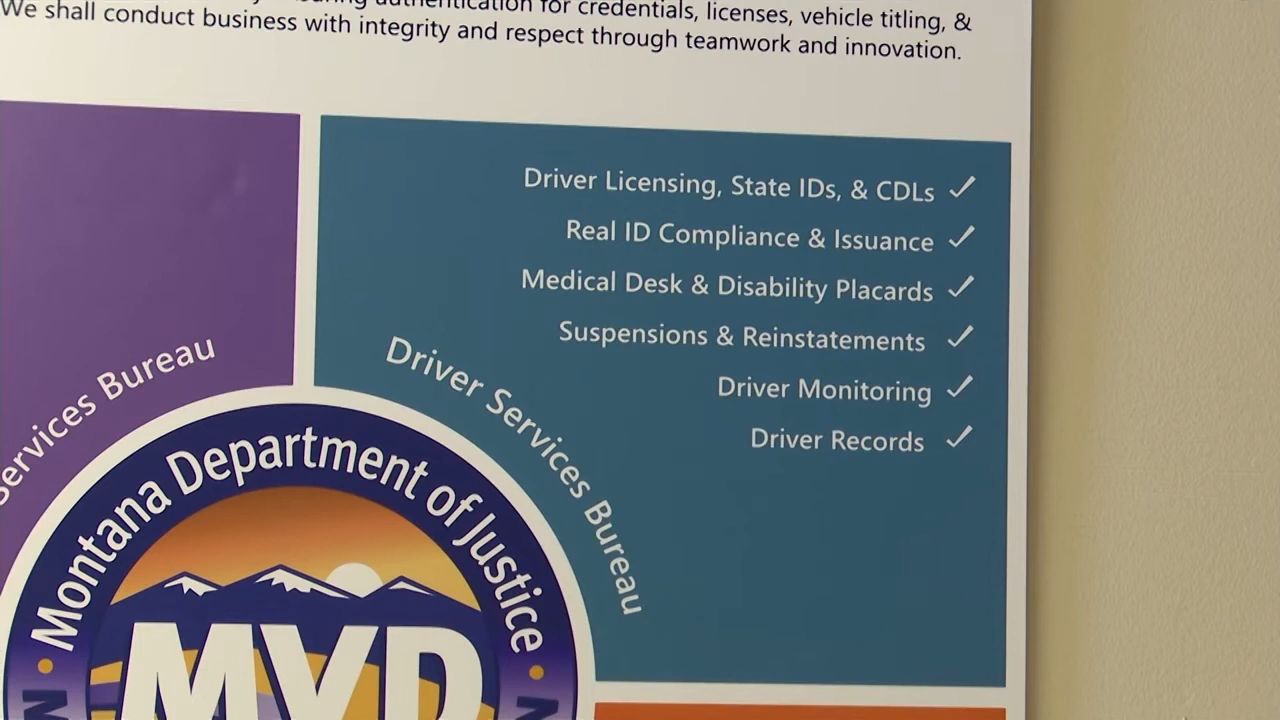 authentication for credentials, licenses, vehicle titling, &
We shall conduct business with integrity and respect through teamwork and innovation.
Driver Licensing, State IDs, & CDLs ✓
Real ID Compliance & Issuance ✓
Medical Desk & Disability Placards ✓
Suspensions & Reinstatements ✓
Driver Monitoring ✓
Driver Records ✓
Services Bureau
Driver Services Bureau
Montana Department of Justice
MVD